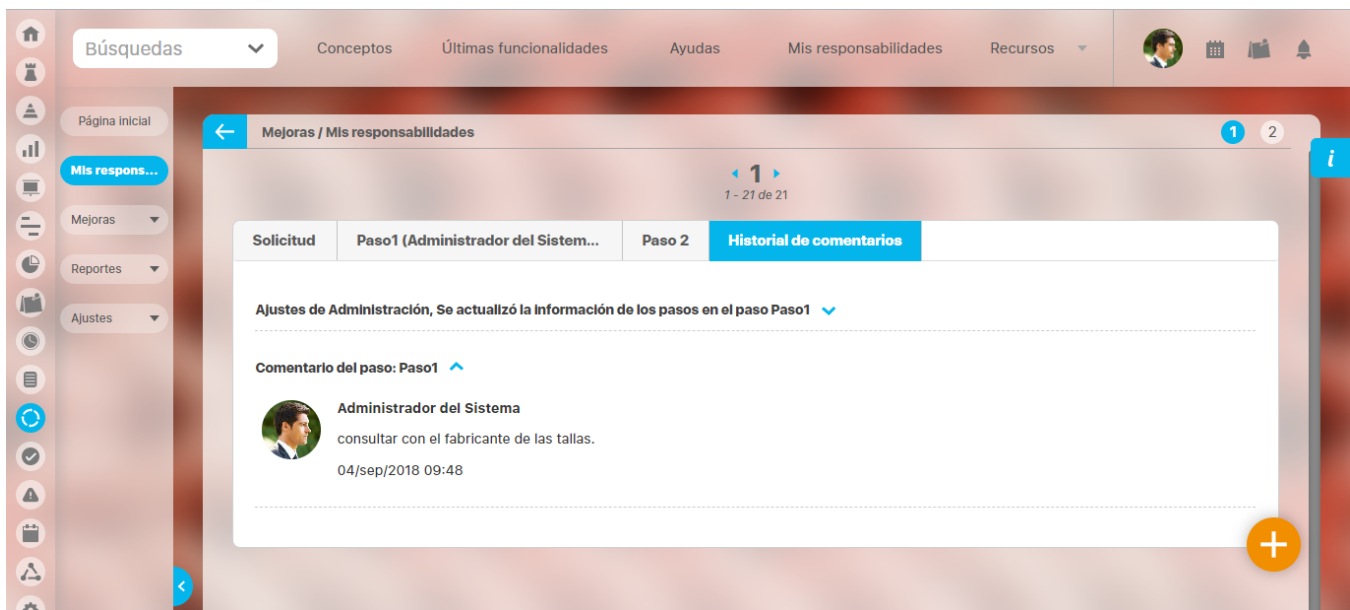 Búsquedas
Conceptos
Últimas funcionalidades
Ayudas
Mis responsabilidades
Recursos
Página inicial
Mis respons...
Mejoras
Reportes
Ajustes
Mejoras / Mis responsabilidades
1
2
i
1
1 - 21 de 21
Solicitud
Paso1 (Administrador del Sistem...
Paso 2
Historial de comentarios
Ajustes de Administración, Se actualizó la información de los pasos en el paso Paso1
Comentario del paso: Paso1
Administrador del Sistema
consultar con el fabricante de las tallas.
04/sep/2018 09:48